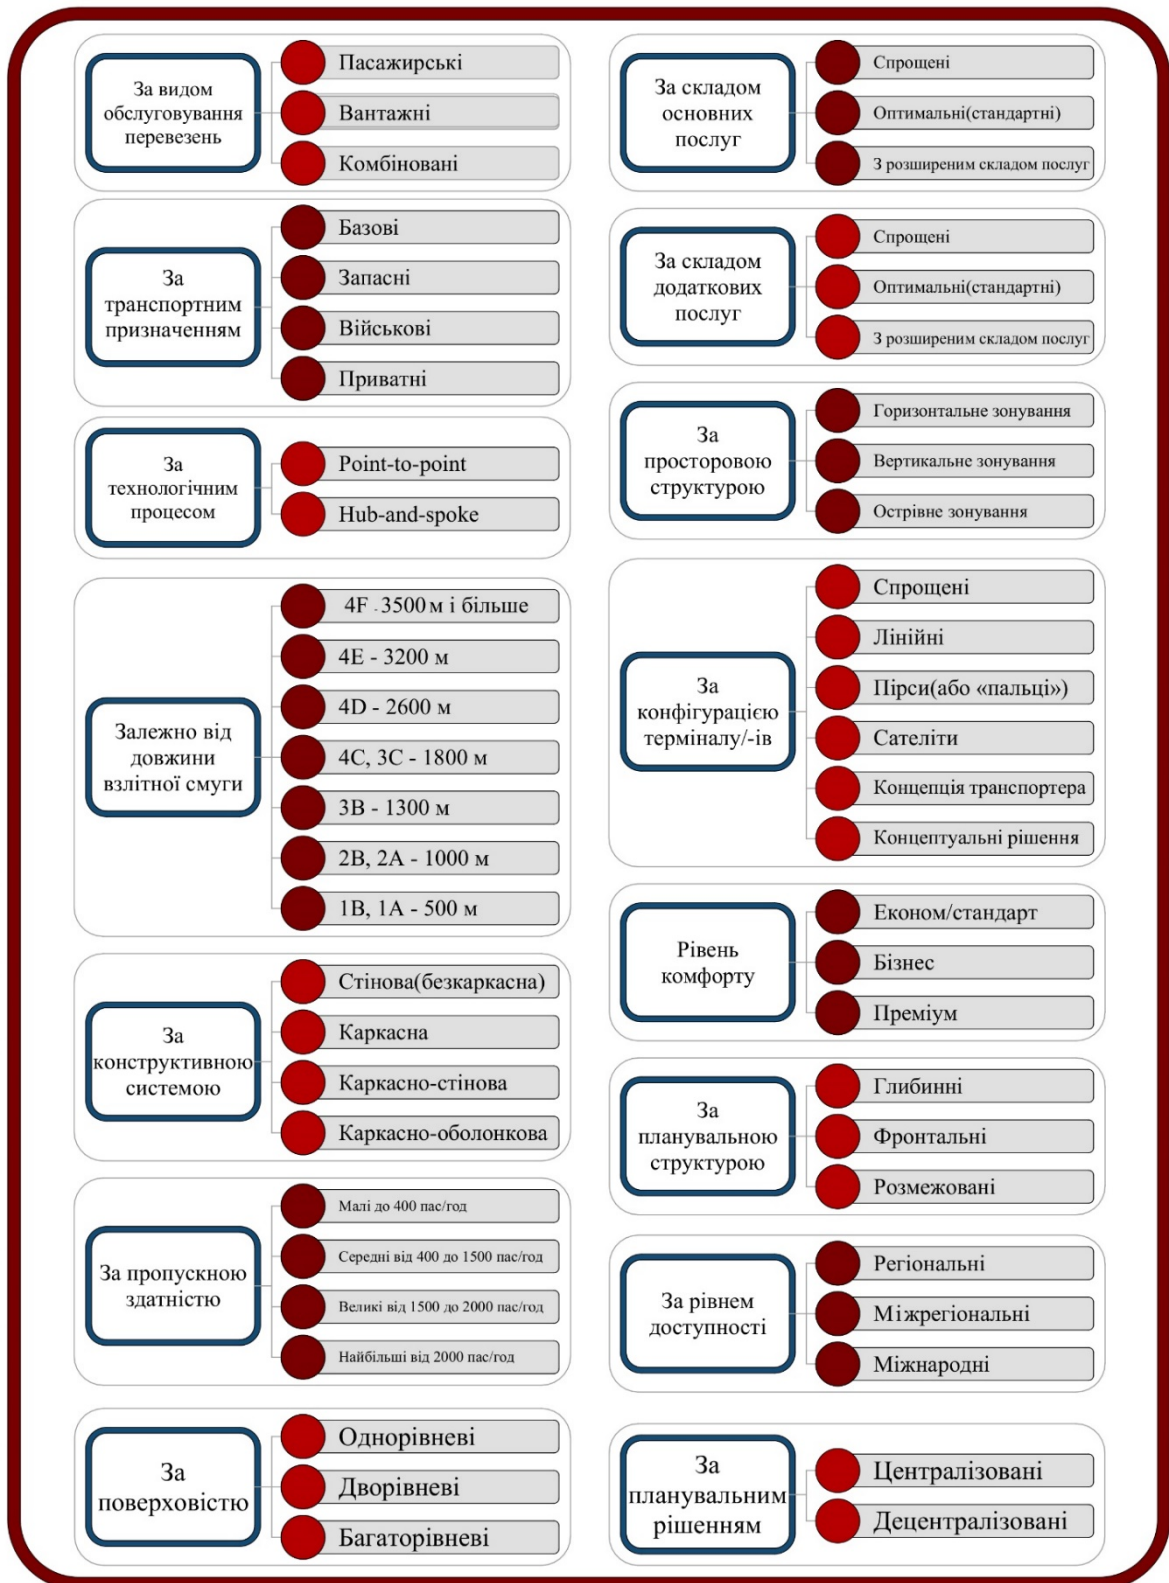 За видом
обслуговування
перевезень
Пасажирські
Вантажні
Комбіновані
За
транспортним
призначенням
Базові
Запасні
Військові
Приватні
За
технологічним
процесом
Point-to-point
Hub-and-spoke
Залежно від
довжини
взлітної смуги
4F - 3500 м і більше
4E - 3200 м
4D - 2600 м
4C, 3C - 1800 м
3B - 1300 м
2B, 2A - 1000 м
1B, 1A - 500 м
За
конструктивною
системою
Стінова(безкаркасна)
Каркасна
Каркасно-стінова
Каркасно-оболонкова
За пропускною
здатністю
Малі до 400 пас/год
Середні від 400 до 1500 пас/год
Великі від 1500 до 2000 пас/год
Найбільші від 2000 пас/год
За
поверховістю
Однорівневі
Дворівневі
Багаторівневі
За складом
основних
послуг
Спрощені
Оптимальні(стандартні)
З розширеним складом послуг
За складом
додаткових
послуг
Спрощені
Оптимальні(стандартні)
З розширеним складом послуг
За
просторовою
структурою
Горизонтальне зонування
Вертикальне зонування
Острівне зонування
За
конфігурацією
терміналу/-ів
Спрощені
Лінійні
Пірси(або «пальці»)
Сателіти
Концепція транспортера
Концептуальні рішення
Рівень
комфорту
Економ/стандарт
Бізнес
Преміум
За
планувальною
структурою
Глибинні
Фронтальні
Розмежовані
За рівнем
доступності
Регіональні
Міжрегіональні
Міжнародні
За
планувальним
рішенням
Централізовані
Децентралізовані